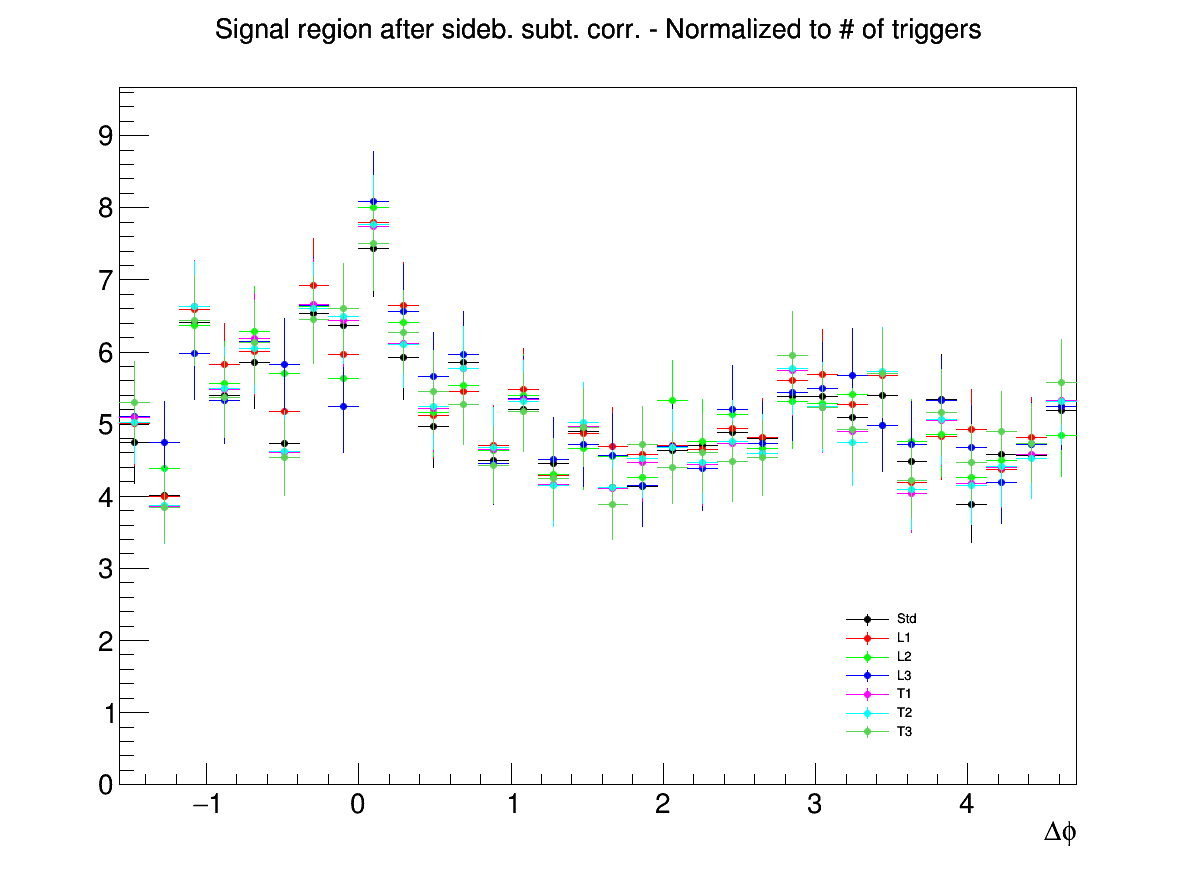 Signal region after sideb. subt. corr. - Normalized to # of triggers
9
8
7
6
5
4
3
2
1
0
Std
L1
L2
L3
T1
T2
T3
−1 0 1 2 3 4
Δϕ